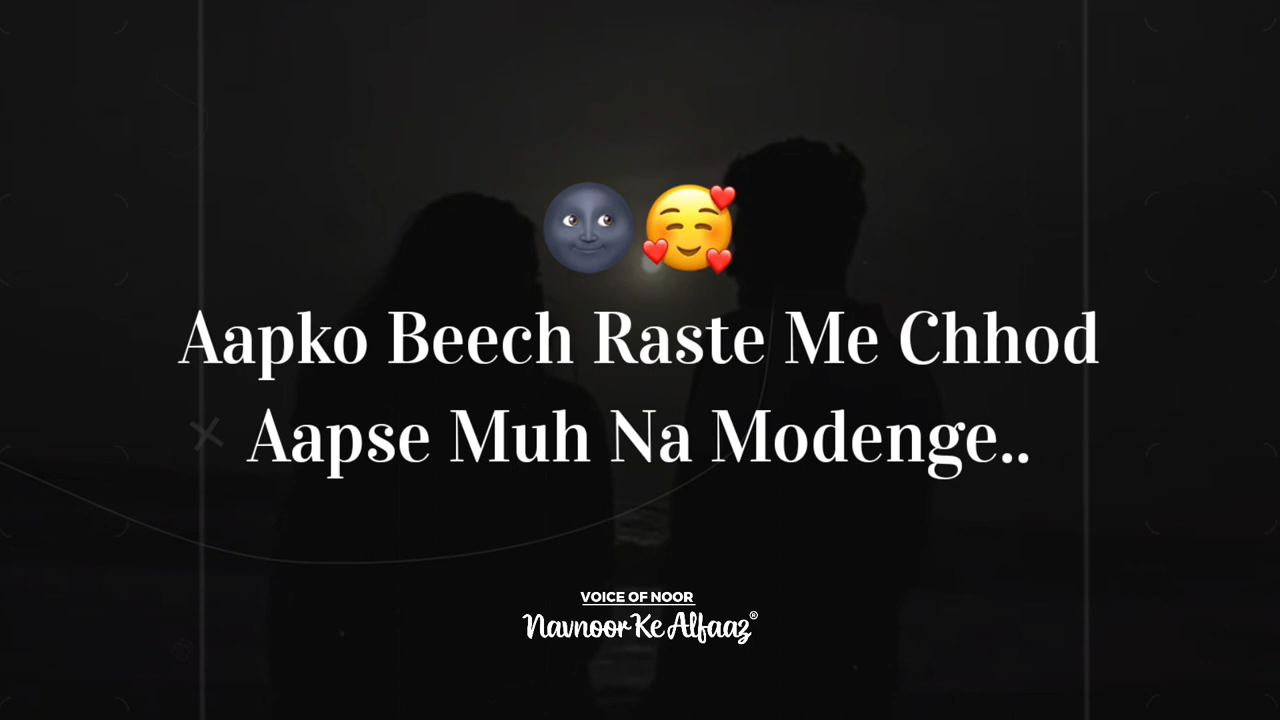 🌚🥰
Aapko Beech Raste Me Chhod
Aapse Muh Na Modenge..
VOICE OF NOOR
Navnoor Ke Alfaaz®